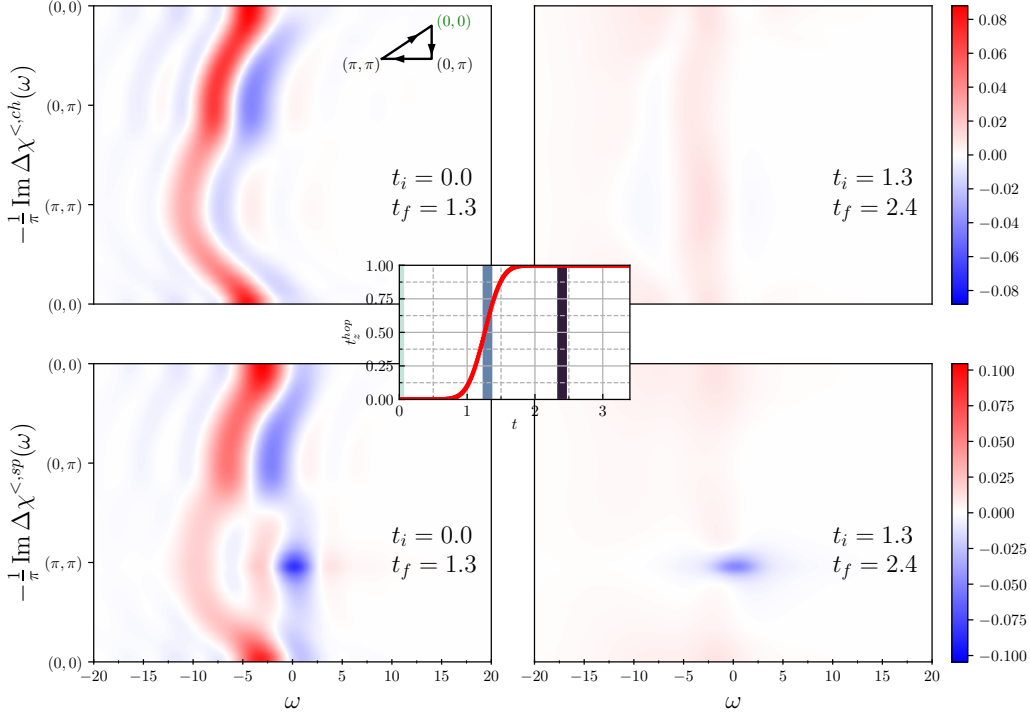 (0, 0)
(0, π)
(π, π)
(0, 0)
−1/π Im Δχ^{<,ch}(ω)
(0, 0)
(π, π)
(0, π)
t_i = 0.0
t_f = 1.3
t_i = 1.3
t_f = 2.4
0.08
0.06
0.04
0.02
0.00
−0.02
−0.04
−0.06
−0.08
1.00
0.75
0.50
0.25
0.00
t_z^{hop}
0
1
2
3
t
(0, 0)
(0, π)
(π, π)
(0, 0)
−1/π Im Δχ^{<,sp}(ω)
t_i = 0.0
t_f = 1.3
t_i = 1.3
t_f = 2.4
0.100
0.075
0.050
0.025
0.000
−0.025
−0.050
−0.075
−0.100
−20
−15
−10
−5
0
5
10
15
20
ω
−20
−15
−10
−5
0
5
10
15
20
ω